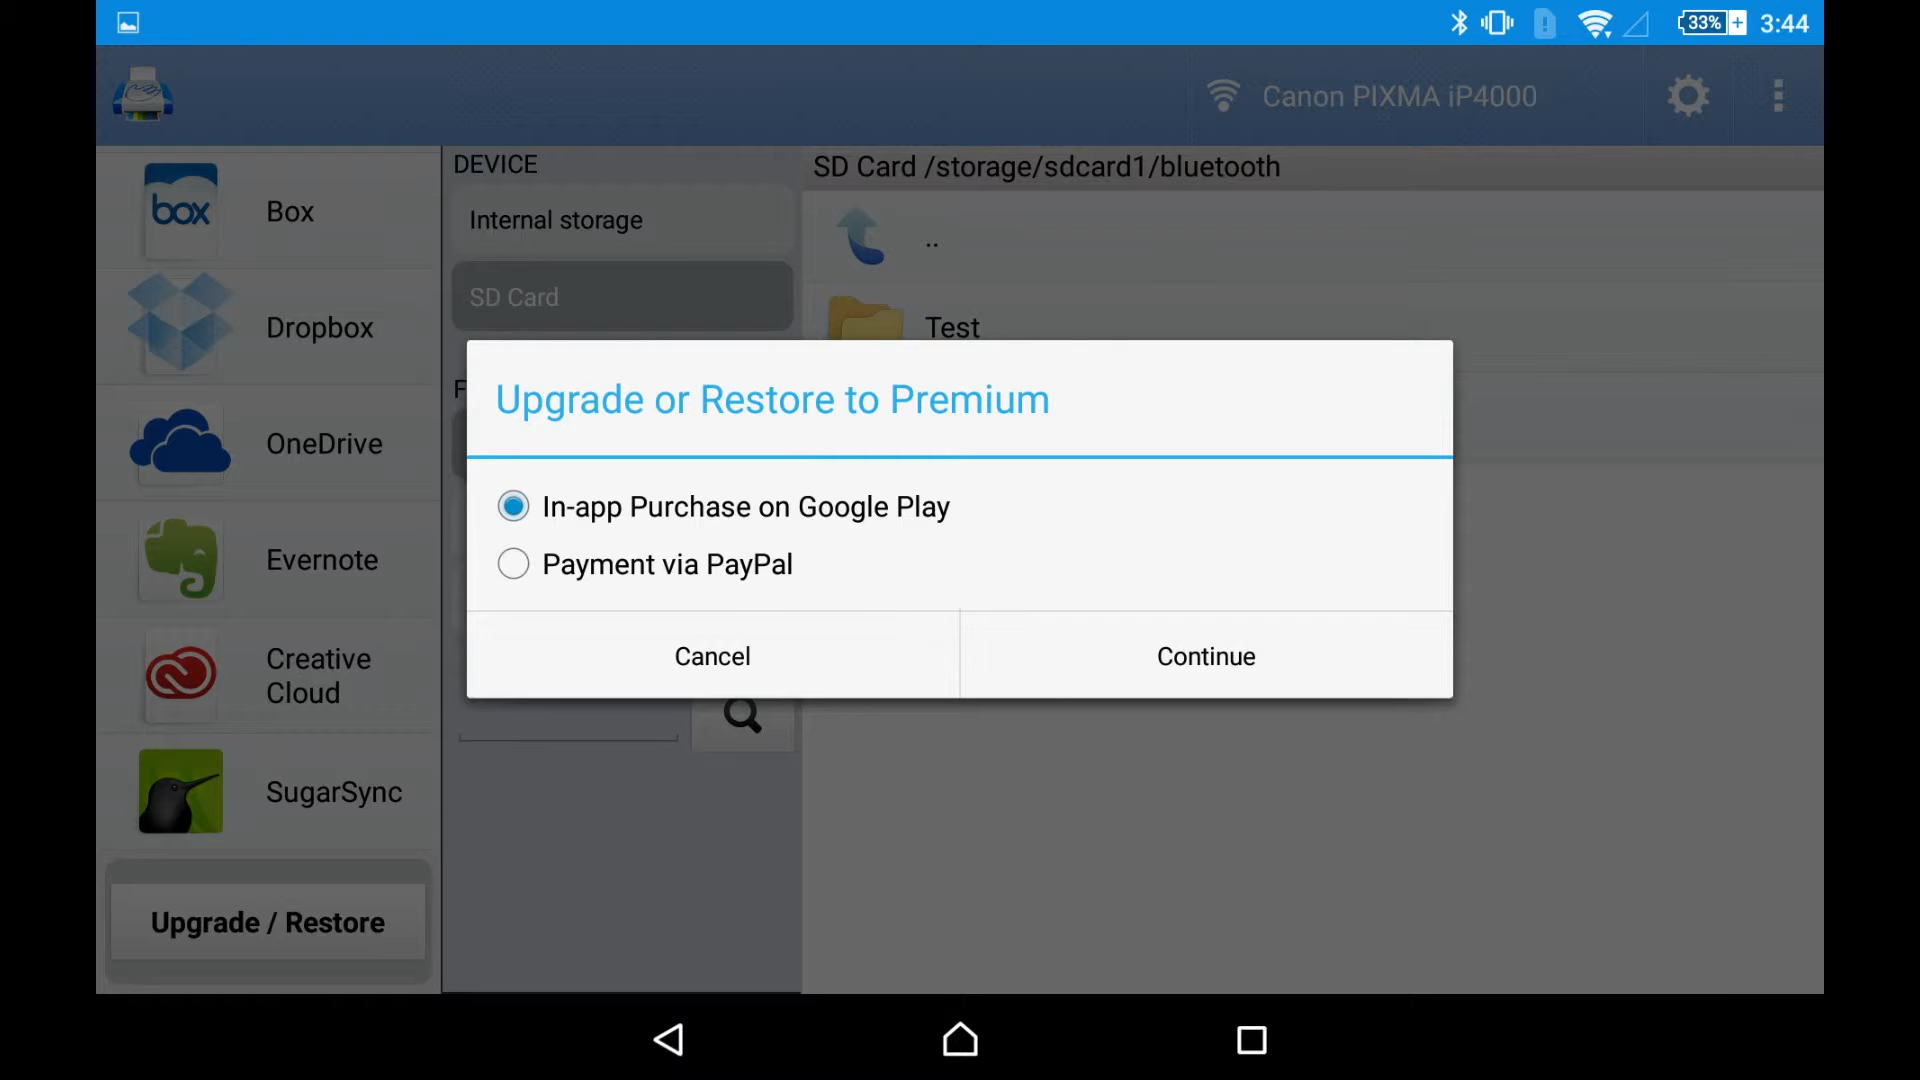 33%
3:44
Canon PIXMA iP4000
box
Box
Dropbox
OneDrive
Evernote
Creative
Cloud
SugarSync
Upgrade / Restore
DEVICE
Internal storage
SD Card
F
SD Card /storage/sdcard1/bluetooth
..
Test
Upgrade or Restore to Premium
In-app Purchase on Google Play
Payment via PayPal
Cancel
Continue